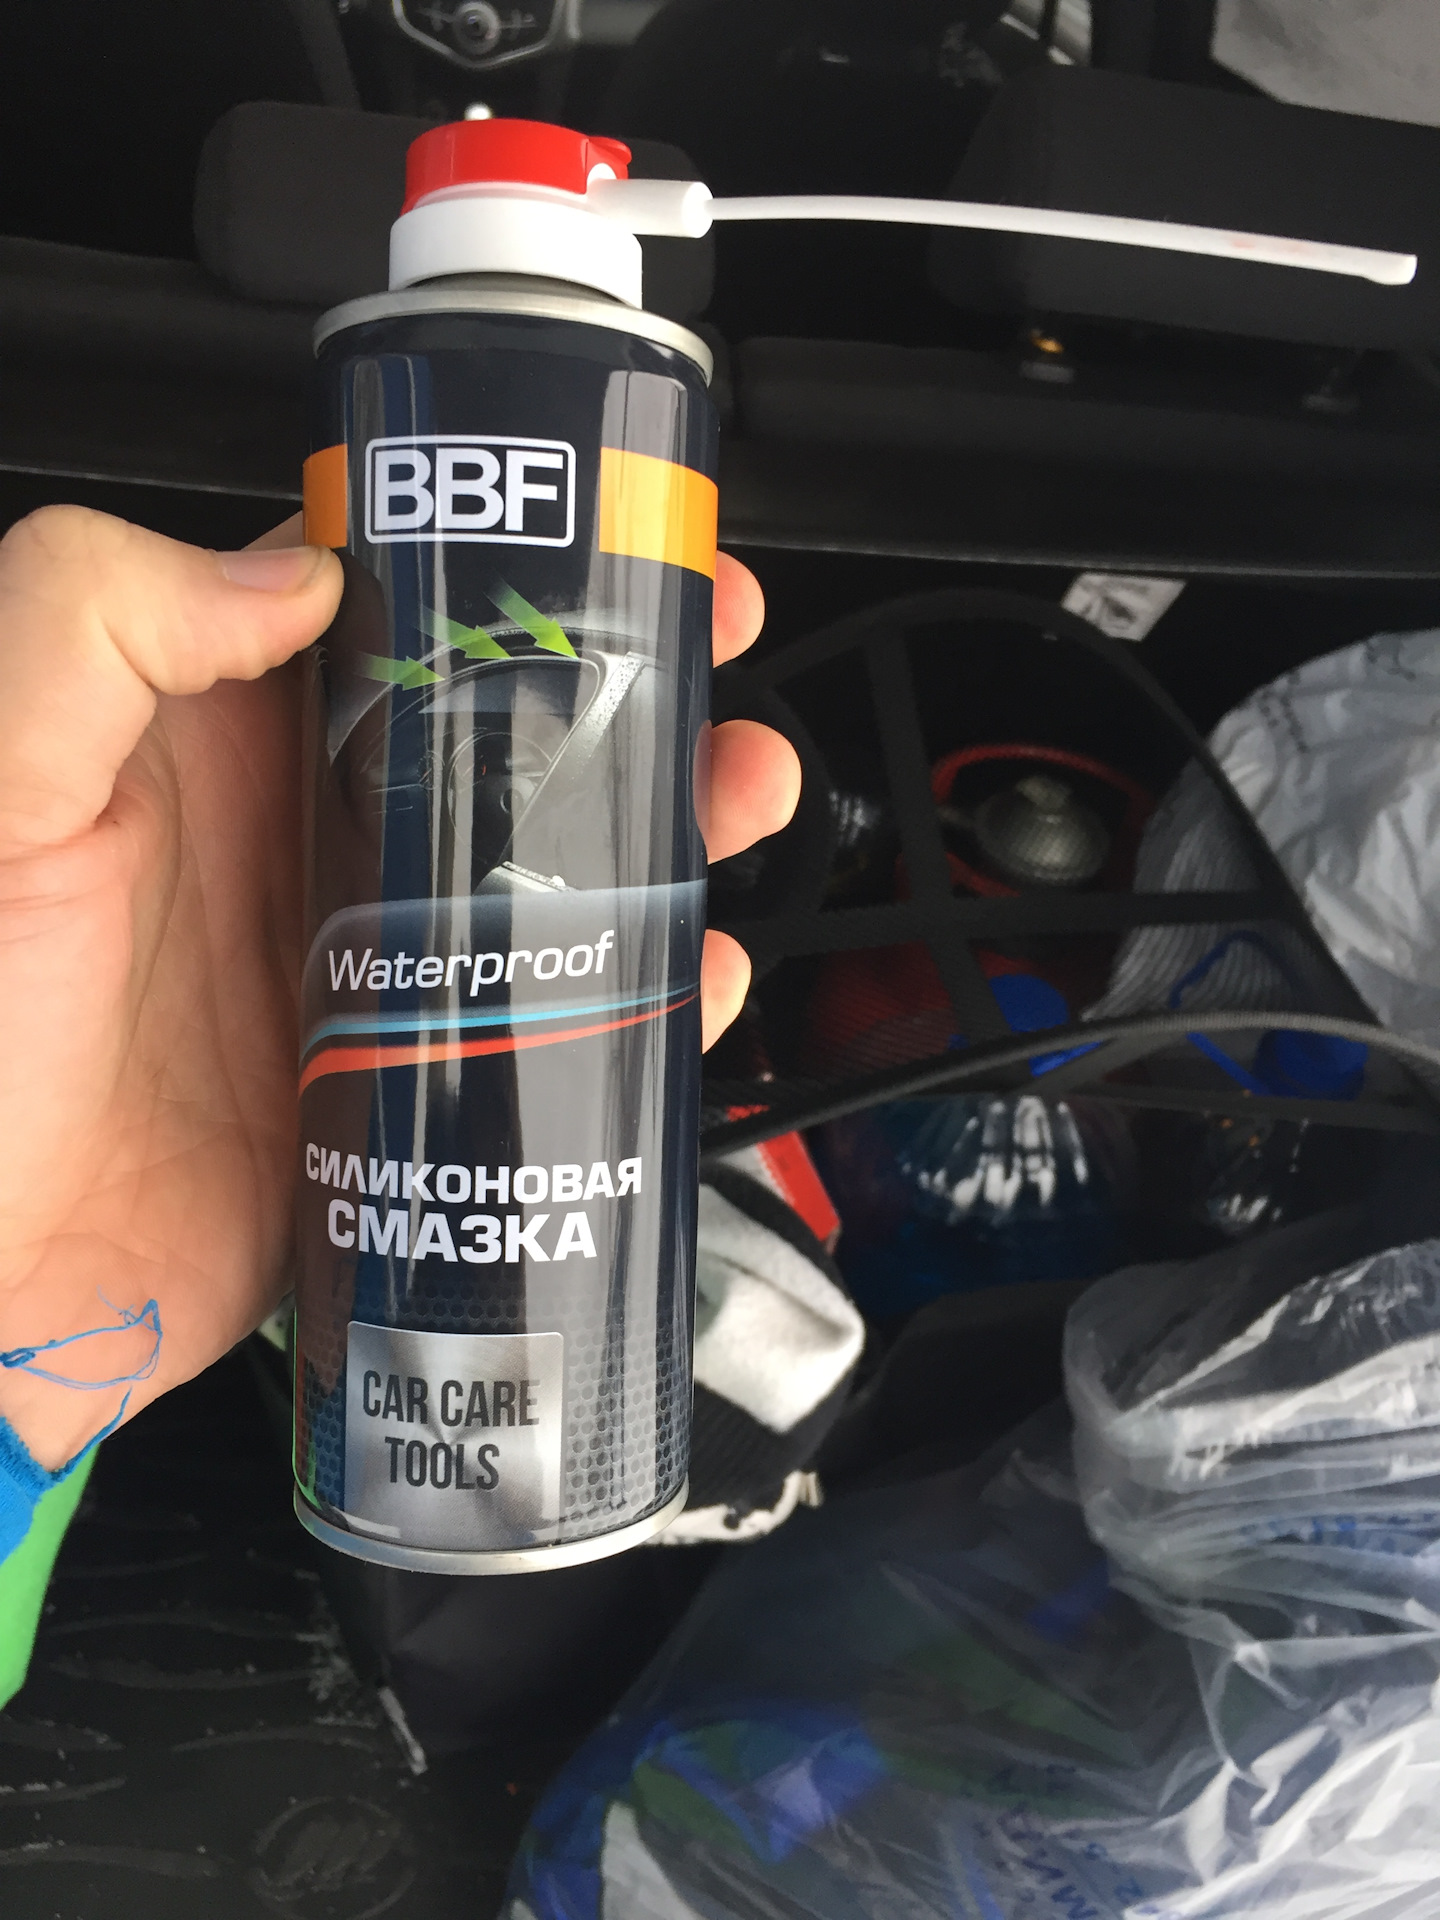 BBF
Waterproof
СИЛИКОНОВАЯ
СМАЗКА
CAR CARE
TOOLS